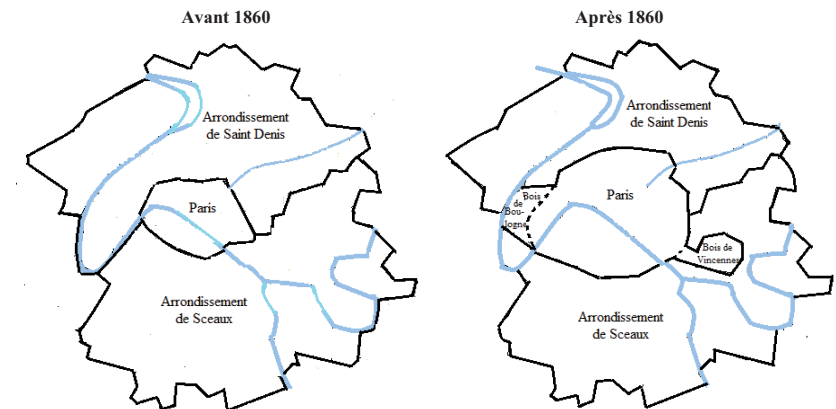 Avant 1860
Arrondissement
de Saint Denis
Paris
Arrondissement
de Sceaux
Après 1860
Arrondissement
de Saint Denis
Bois
de
Bou-
logne
Paris
Bois de
Vincennes
Arrondissement
de Sceaux